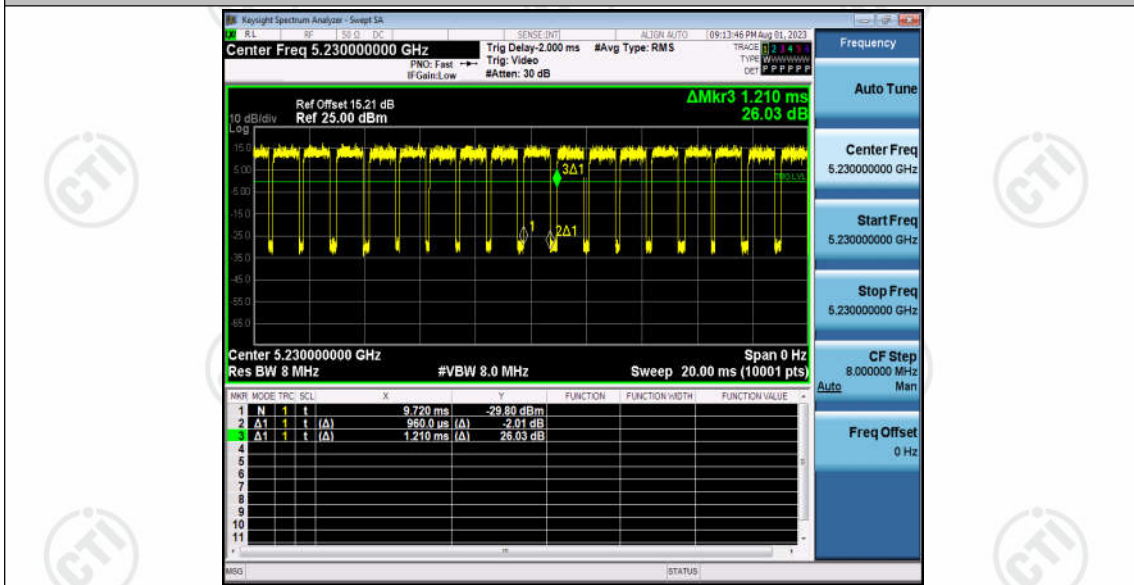 Keysight Spectrum Analyzer - Swept SA
RL RF 50 Ω DC SENSE:INT ALIGN AUTO 09:13:46 PM Aug 01, 2023
Center Freq 5.230000000 GHz Trig Delay-2.000 ms #Avg Type: RMS TRACE 1 2 3 4 5 6
PNO: Fast Trig: Video TYPE WWWWWW
IFGain:Low #Atten: 30 dB DET P P P P P P
Frequency
Auto Tune
ΔMkr3 1.210 ms
26.03 dB
Ref Offset 15.21 dB
10 dB/div Ref 25.00 dBm
Log
15.0
5.00
-5.00
-15.0
-25.0
-35.0
-45.0
-55.0
-65.0
3Δ1
TRIG LVL
1
2Δ1
Center Freq
5.230000000 GHz
Start Freq
5.230000000 GHz
Stop Freq
5.230000000 GHz
Center 5.230000000 GHz Span 0 Hz
Res BW 8 MHz #VBW 8.0 MHz Sweep 20.00 ms (10001 pts)
CF Step
8.000000 MHz
Auto Man
MKR MODE TRC SCL X Y FUNCTION FUNCTION WIDTH FUNCTION VALUE
1 N 1 t 9.720 ms -29.80 dBm
2 Δ1 1 t (Δ) 960.0 µs (Δ) -2.01 dB
3 Δ1 1 t (Δ) 1.210 ms (Δ) 26.03 dB
4
5
6
7
8
9
10
11
Freq Offset
0 Hz
MSG STATUS
CTI
CTI
CTI
CTI